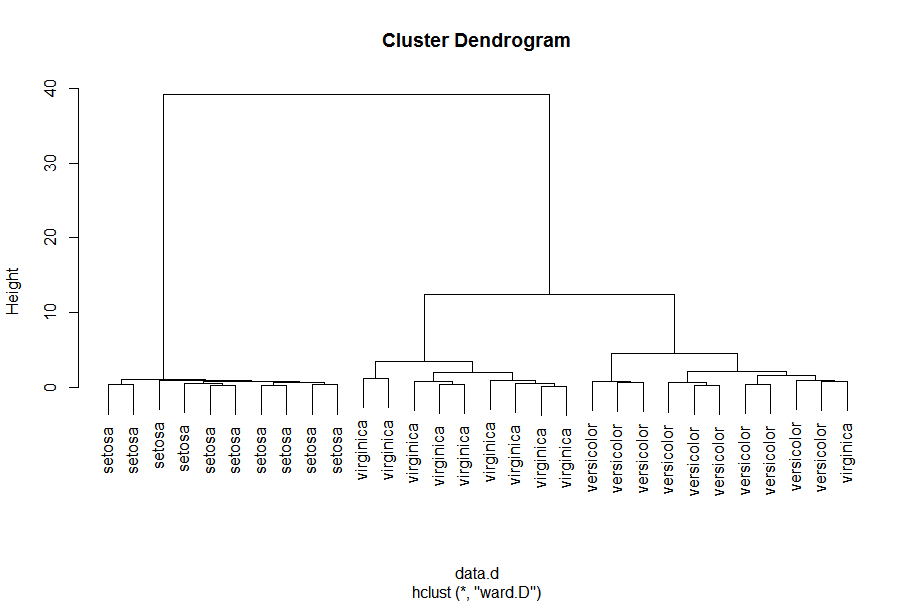 Cluster Dendrogram
Height
40
30
20
10
0
setosa
setosa
setosa
setosa
setosa
setosa
setosa
setosa
setosa
setosa
virginica
virginica
virginica
virginica
virginica
virginica
virginica
virginica
virginica
versicolor
versicolor
versicolor
versicolor
versicolor
versicolor
versicolor
versicolor
versicolor
versicolor
virginica
data.d
hclust (*, "ward.D")